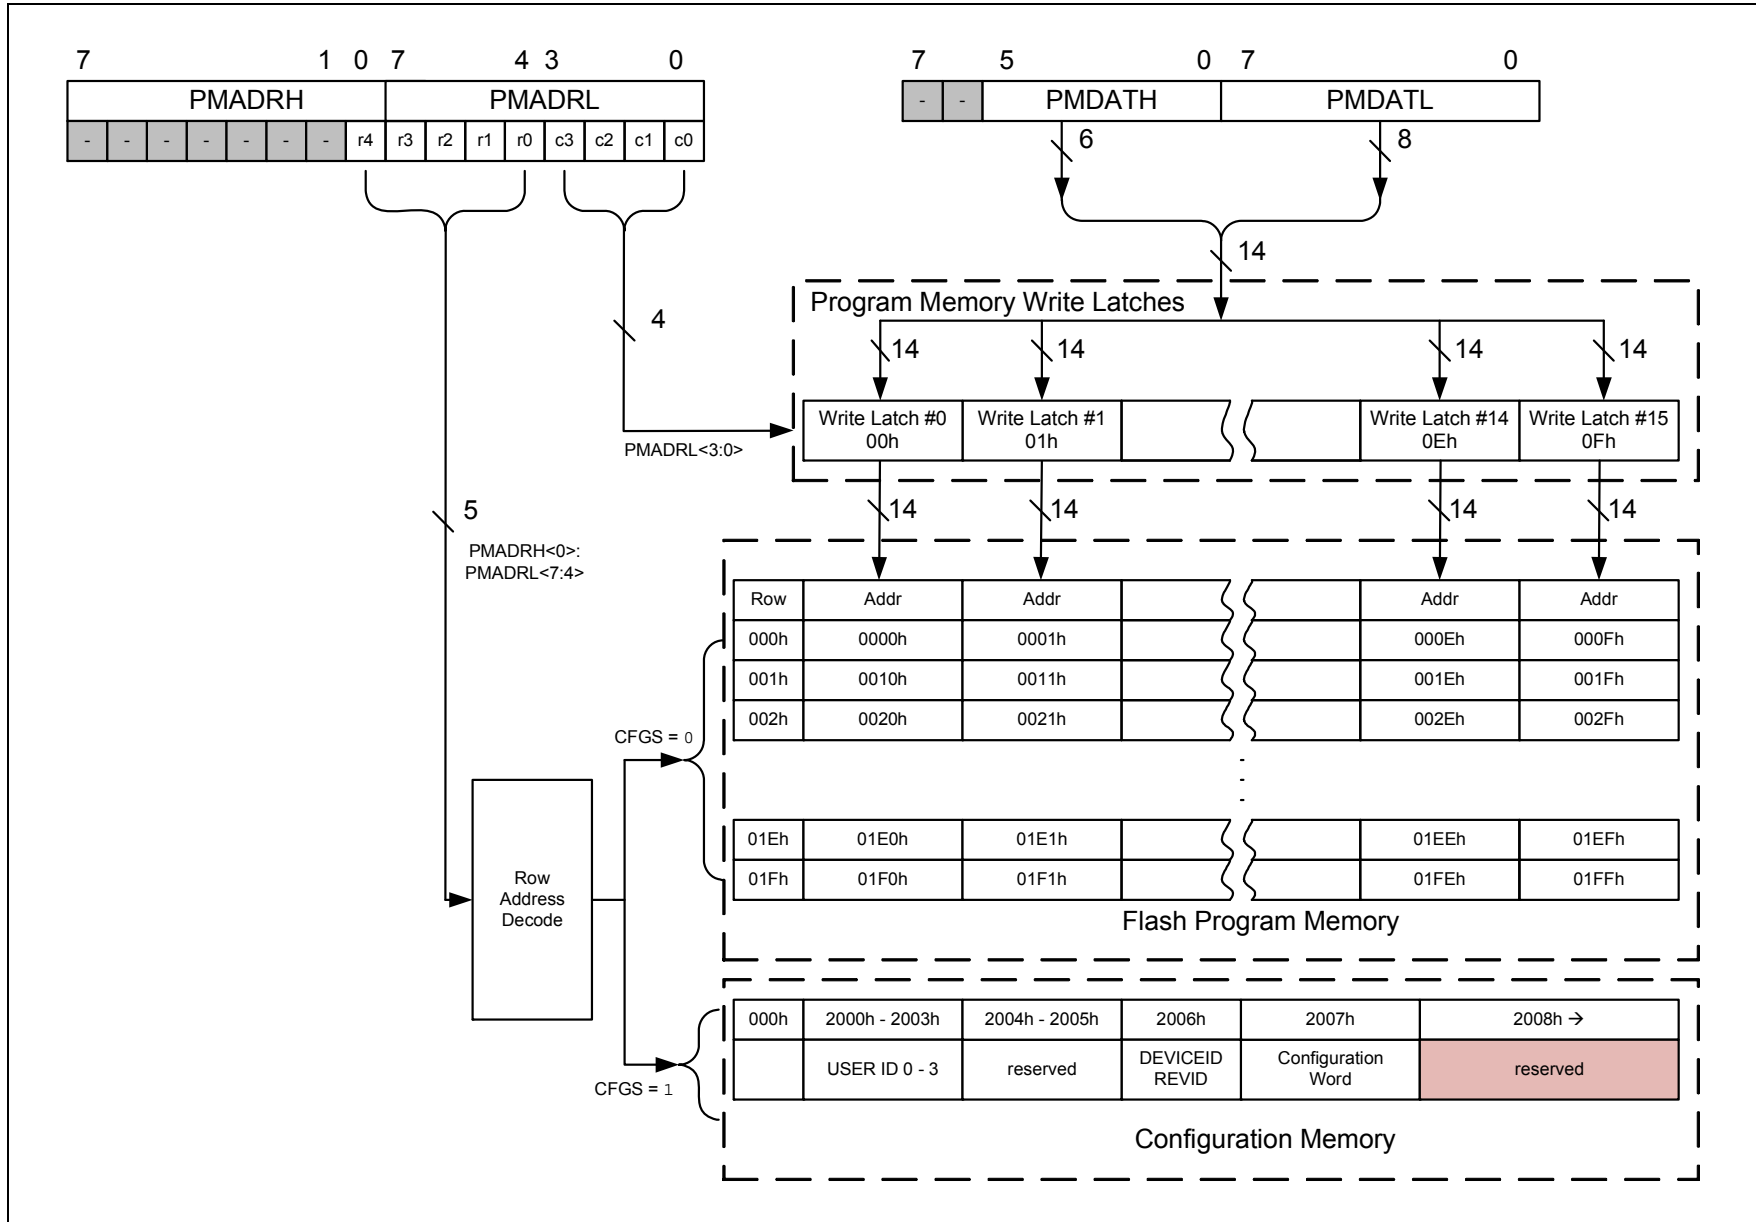 7 1 0 7 4 3 0
PMADRH PMADRL
- - - - - - - r4 r3 r2 r1 r0 c3 c2 c1 c0
7 5 0 7 0
- - PMDATH PMDATL
6 8
14
4
PMADRL<3:0>
5
PMADRH<0>:
PMADRL<7:4>
Program Memory Write Latches
14 14 14 14
Write Latch #0 Write Latch #1 Write Latch #14 Write Latch #15
00h 01h 0Eh 0Fh
14 14 14 14
Row Addr Addr Addr Addr
000h 0000h 0001h 000Eh 000Fh
001h 0010h 0011h 001Eh 001Fh
002h 0020h 0021h 002Eh 002Fh
CFGS = 0
01Eh 01E0h 01E1h 01EEh 01EFh
01Fh 01F0h 01F1h 01FEh 01FFh
Flash Program Memory
Row
Address
Decode
CFGS = 1
000h 2000h - 2003h 2004h - 2005h 2006h 2007h 2008h →
USER ID 0 - 3 reserved DEVICEID Configuration reserved
REVID Word
Configuration Memory